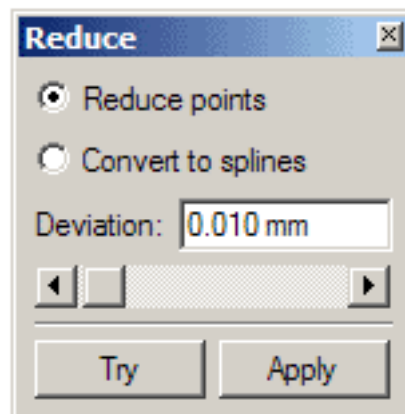 Reduce
Reduce points
Convert to splines
Deviation: 0.010 mm
Try Apply